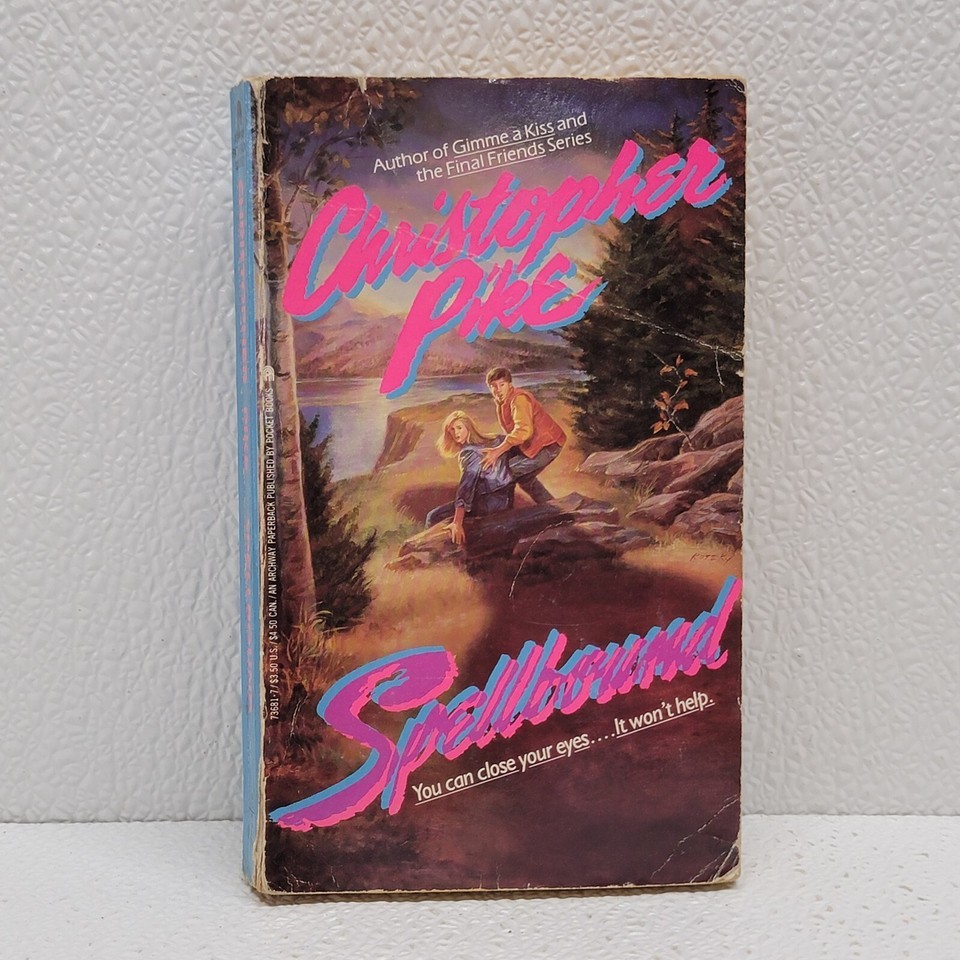 Author of Gimme a Kiss and
the Final Friends Series
Christopher
Pike
Spellbound
You can close your eyes....It won't help.
73681-7/$3.50 U.S./$4.50 CAN./AN ARCHWAY PAPERBACK PUBLISHED BY POCKET BOOKS